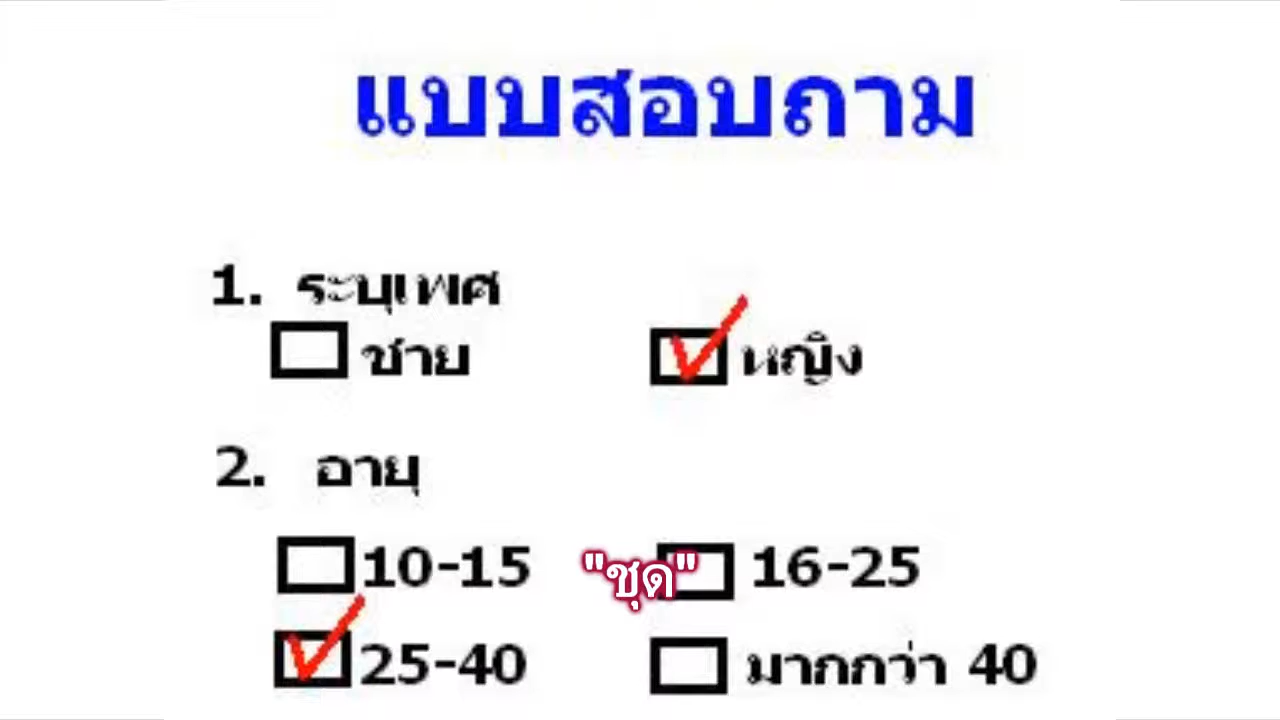 แบบสอบถาม
1. ระบุเพศ
ชาย หญิง
2. อายุ
10-15 "ชุด" 16-25
25-40 มากกว่า 40